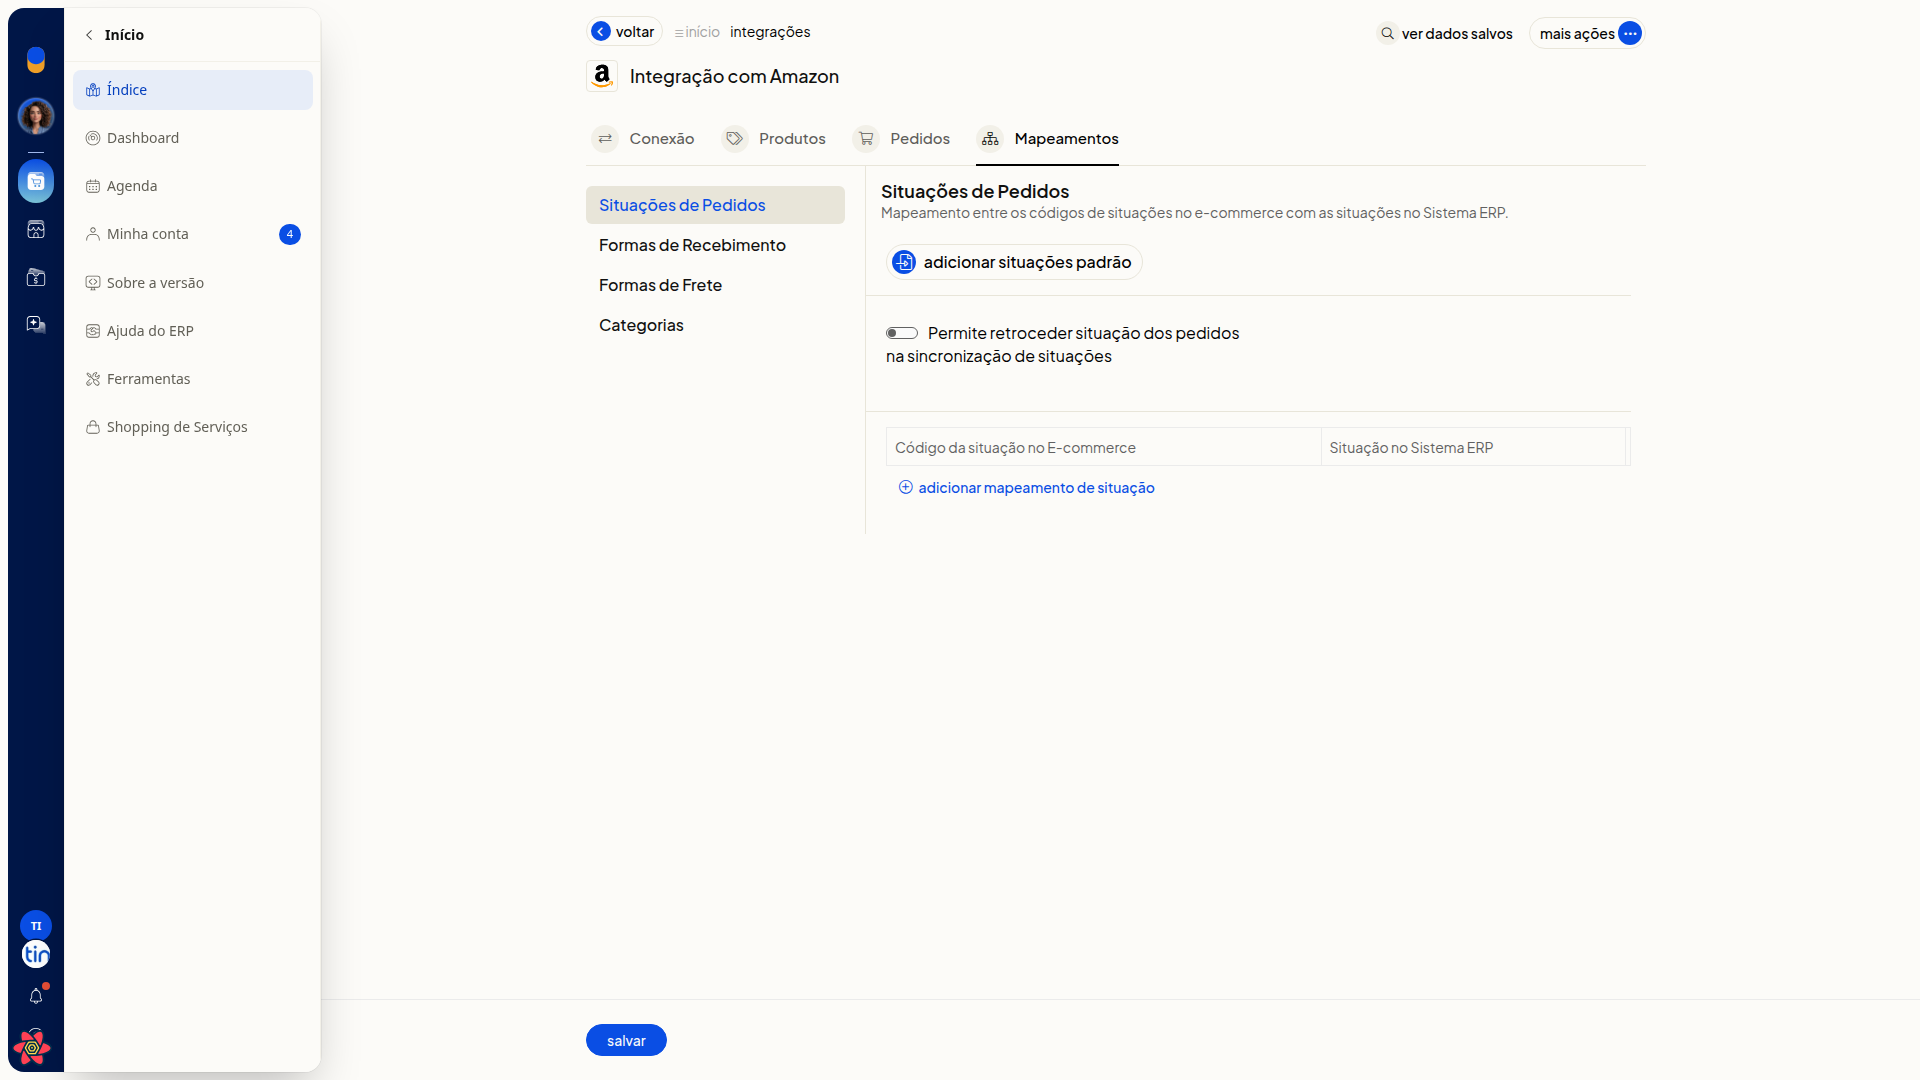 Início
Índice
Dashboard
Agenda
Minha conta
4
Sobre a versão
Ajuda do ERP
Ferramentas
Shopping de Serviços
TI
tin
voltar
início
integrações
ver dados salvos
mais ações
Integração com Amazon
Conexão
Produtos
Pedidos
Mapeamentos
Situações de Pedidos
Formas de Recebimento
Formas de Frete
Categorias
Situações de Pedidos
Mapeamento entre os códigos de situações no e-commerce com as situações no Sistema ERP.
adicionar situações padrão
Permite retroceder situação dos pedidos
na sincronização de situações
Código da situação no E-commerce
Situação no Sistema ERP
adicionar mapeamento de situação
salvar